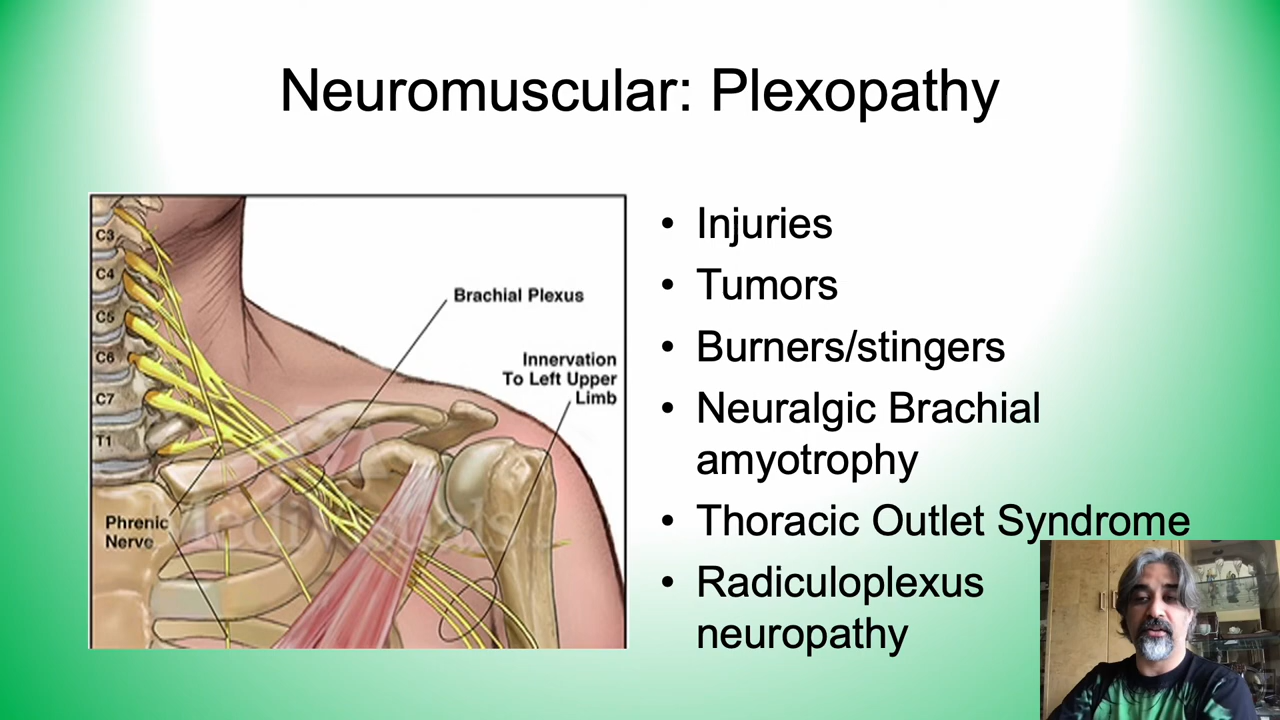 Neuromuscular: Plexopathy
C3
C4
C5
C6
C7
T1
Brachial Plexus
Innervation
To Left Upper
Limb
Phrenic
Nerve
• Injuries
• Tumors
• Burners/stingers
• Neuralgic Brachial
amyotrophy
• Thoracic Outlet Syndrome
• Radiculoplexus
neuropathy